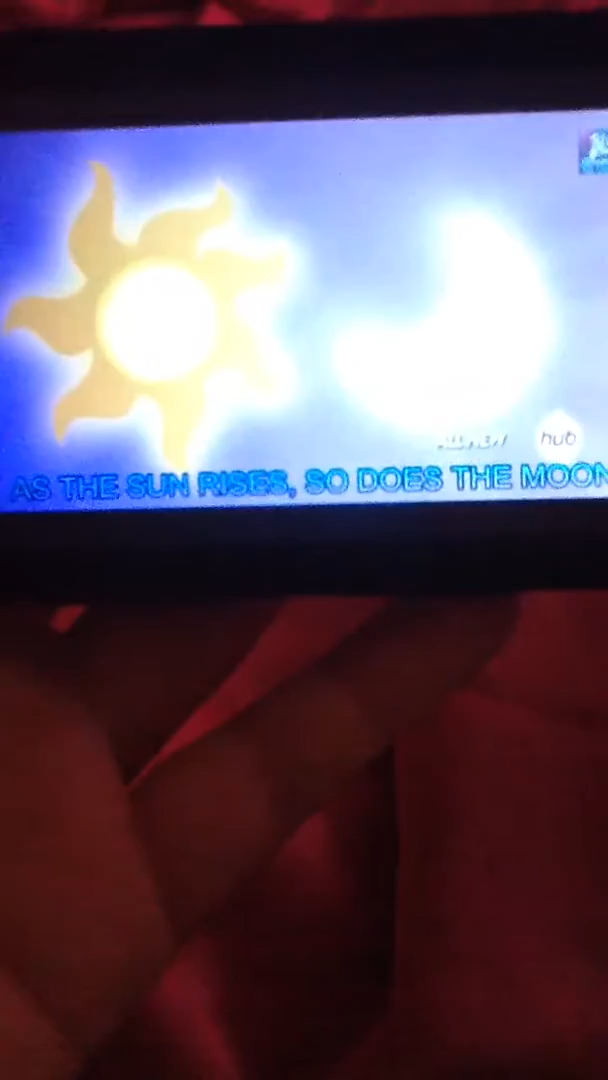 hub
AS THE SUN RISES, SO DOES THE MOON